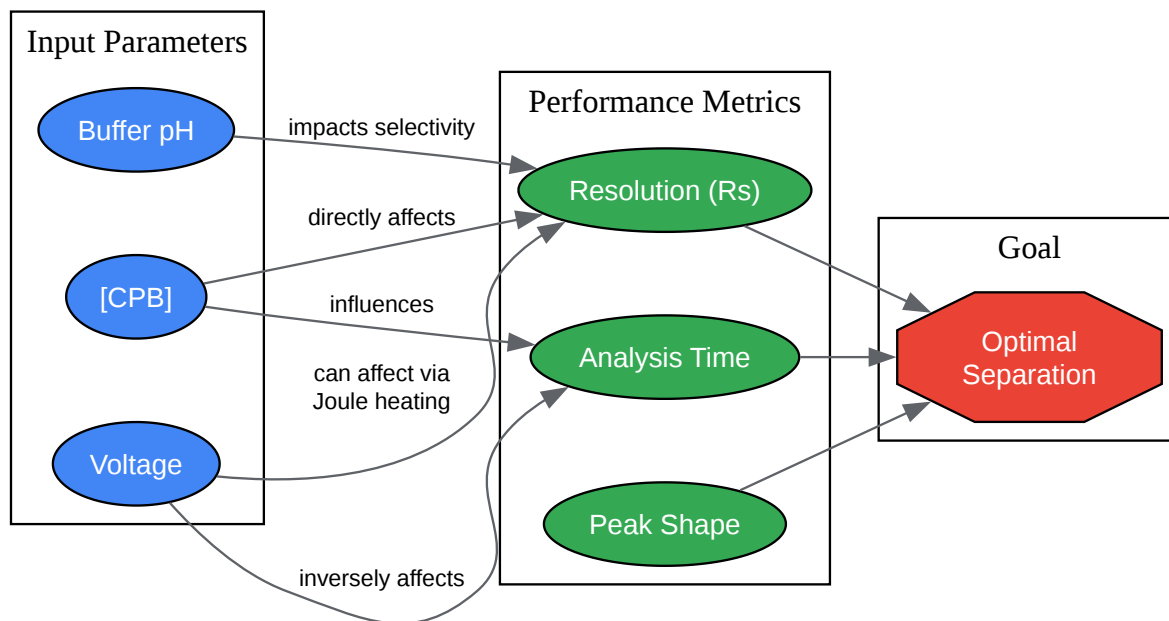 Input Parameters
Buffer pH
[CPB]
Voltage
impacts selectivity
directly affects
influences
can affect via
Joule heating
inversely affects
Performance Metrics
Resolution (Rs)
Analysis Time
Peak Shape
Goal
Optimal
Separation